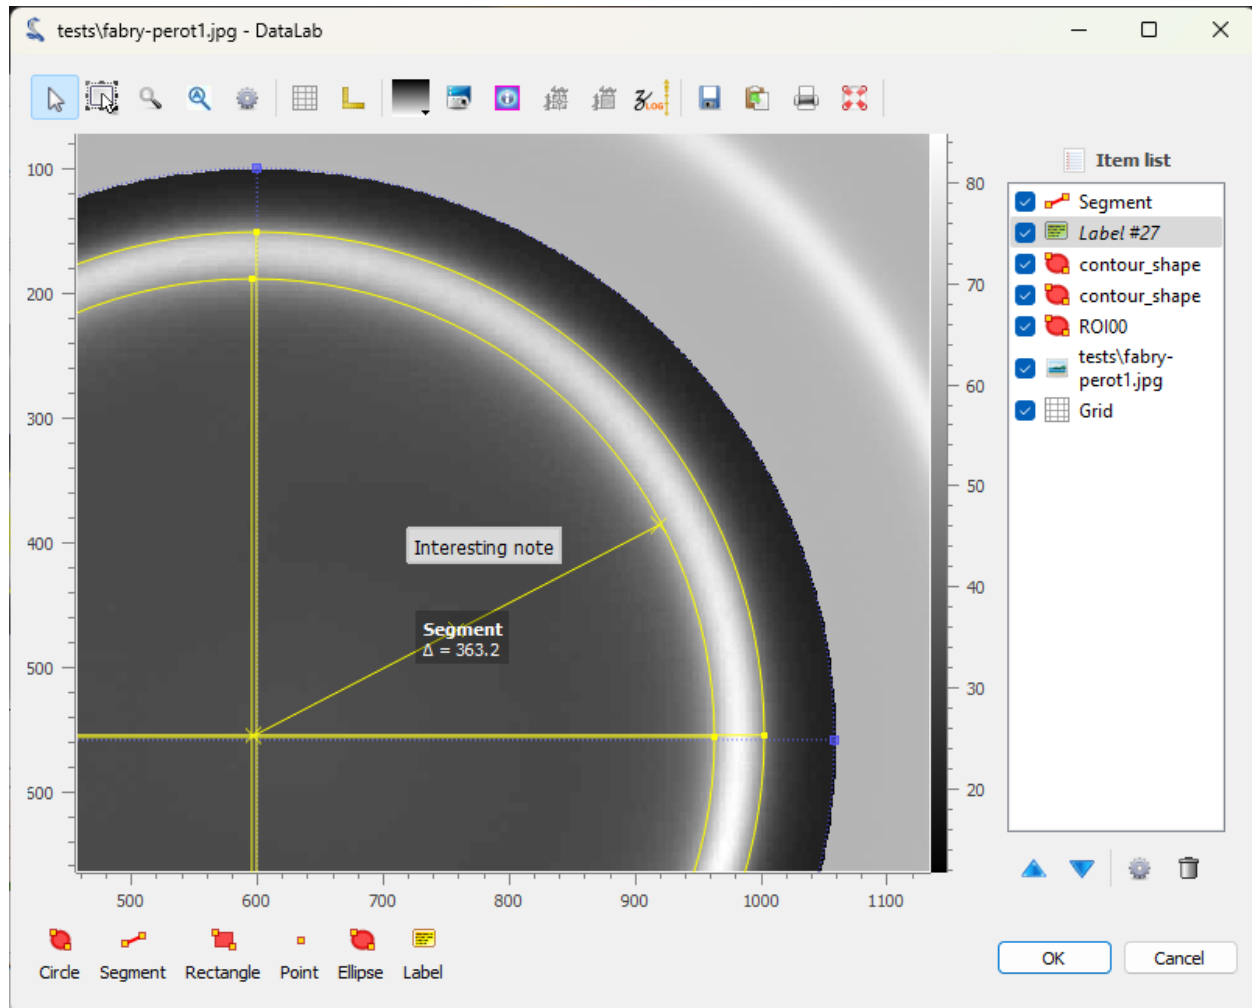 tests\fabry-perot1.jpg - DataLab
LOG
100
200
300
400
500
500
500
600
700
800
900
1000
1100
Interesting note
Segment
Δ = 363.2
80
70
60
50
40
30
20
Item list
Segment
Label #27
contour_shape
contour_shape
ROI00
tests\fabry-
perot1.jpg
Grid
Circle
Segment
Rectangle
Point
Ellipse
Label
OK
Cancel